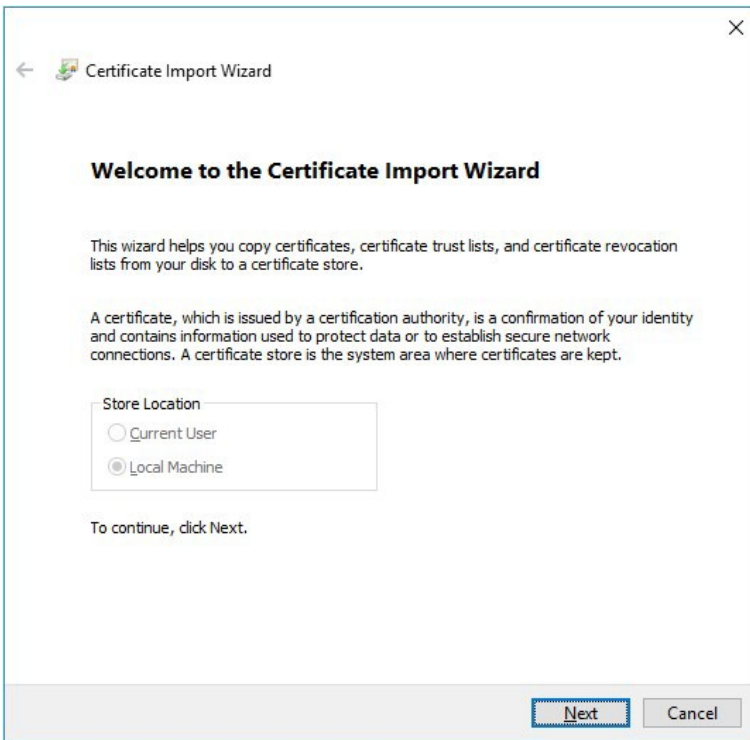 Certificate Import Wizard
Welcome to the Certificate Import Wizard
This wizard helps you copy certificates, certificate trust lists, and certificate revocation
lists from your disk to a certificate store.
A certificate, which is issued by a certification authority, is a confirmation of your identity
and contains information used to protect data or to establish secure network
connections. A certificate store is the system area where certificates are kept.
Store Location
Current User
Local Machine
To continue, click Next.
Next Cancel